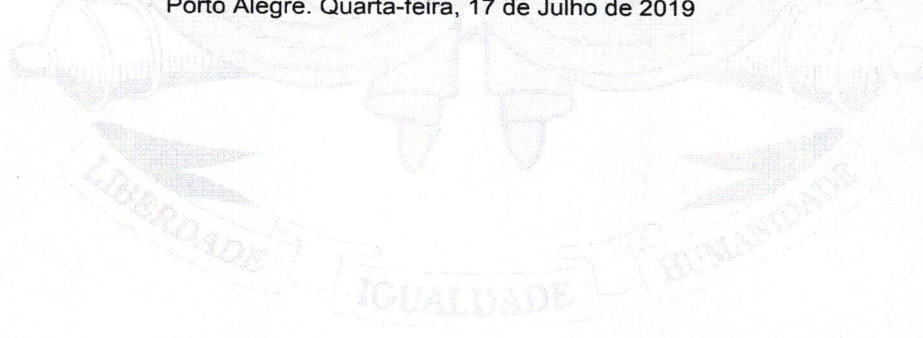 Porto Alegre. Quarta-feira, 17 de Julho de 2019
LIBERDADE
IGUALDADE
HUMANIDADE